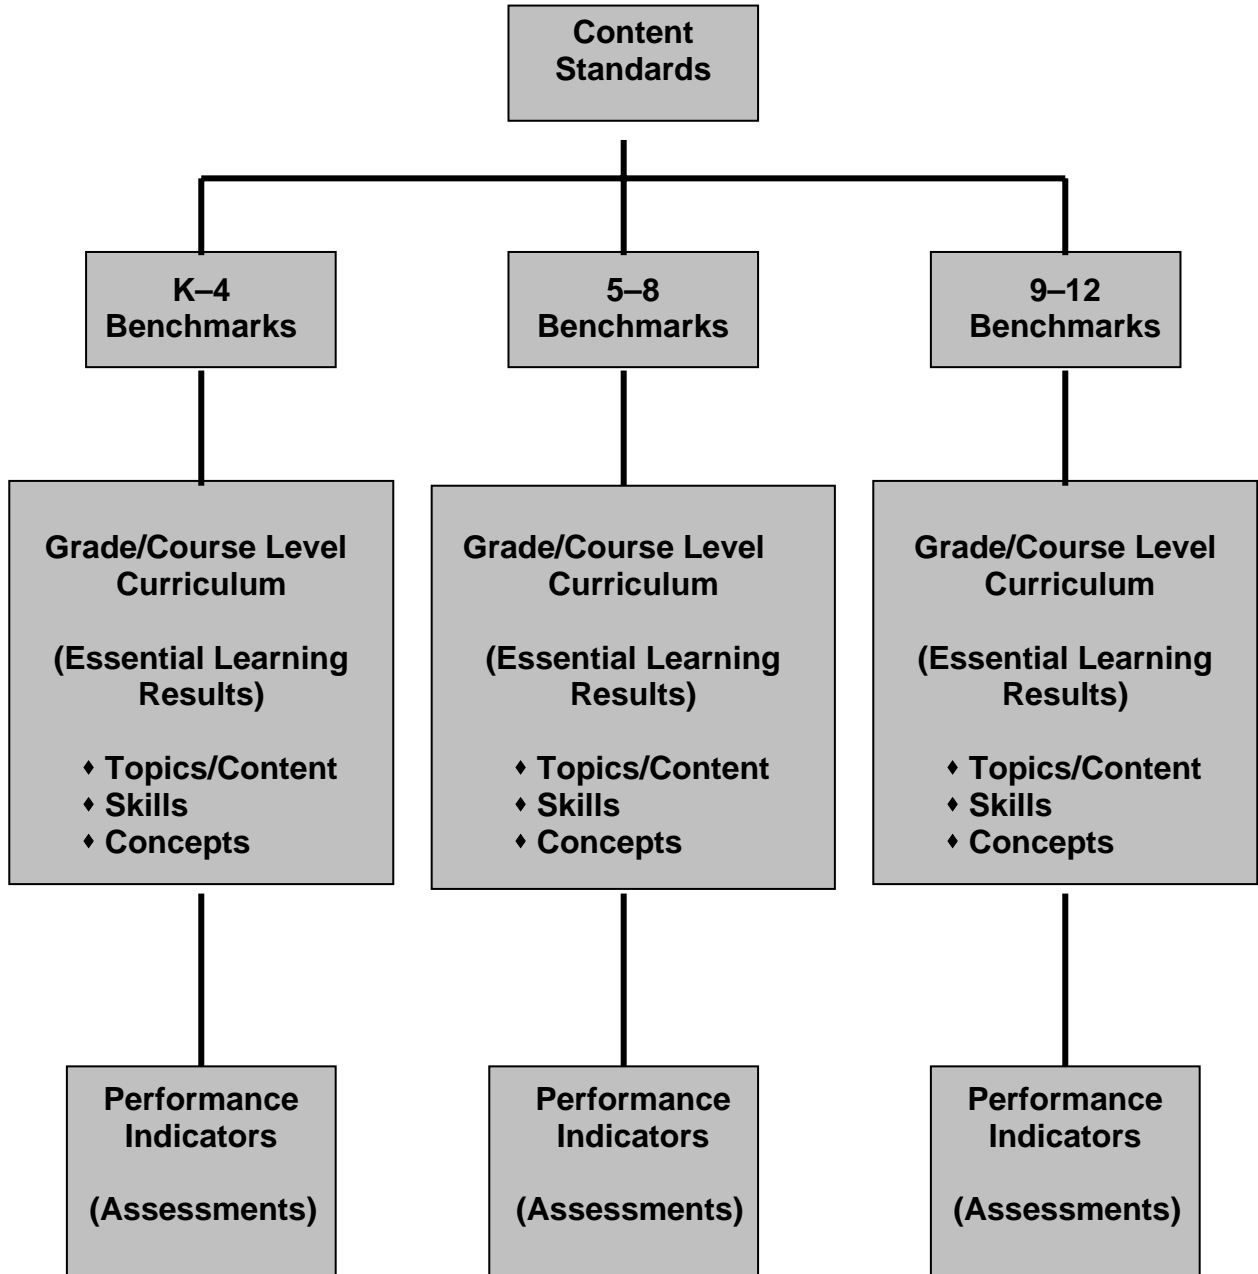 Content
Standards
K–4
Benchmarks
5–8
Benchmarks
9–12
Benchmarks
Grade/Course Level
Curriculum
(Essential Learning
Results)
♦ Topics/Content
♦ Skills
♦ Concepts
Grade/Course Level
Curriculum
(Essential Learning
Results)
♦ Topics/Content
♦ Skills
♦ Concepts
Grade/Course Level
Curriculum
(Essential Learning
Results)
♦ Topics/Content
♦ Skills
♦ Concepts
Performance
Indicators
(Assessments)
Performance
Indicators
(Assessments)
Performance
Indicators
(Assessments)